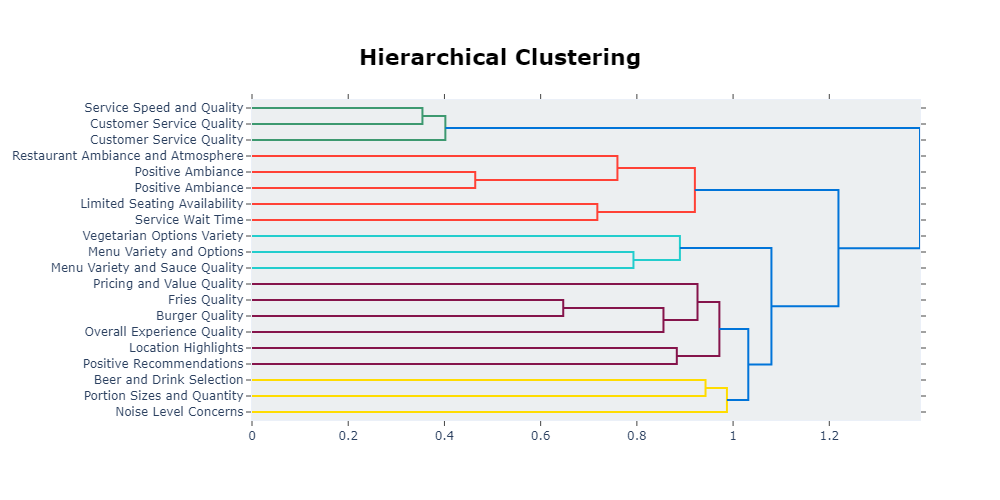 Hierarchical Clustering
Service Speed and Quality
Customer Service Quality
Customer Service Quality
Restaurant Ambiance and Atmosphere
Positive Ambiance
Positive Ambiance
Limited Seating Availability
Service Wait Time
Vegetarian Options Variety
Menu Variety and Options
Menu Variety and Sauce Quality
Pricing and Value Quality
Fries Quality
Burger Quality
Overall Experience Quality
Location Highlights
Positive Recommendations
Beer and Drink Selection
Portion Sizes and Quantity
Noise Level Concerns
0 0.2 0.4 0.6 0.8 1 1.2